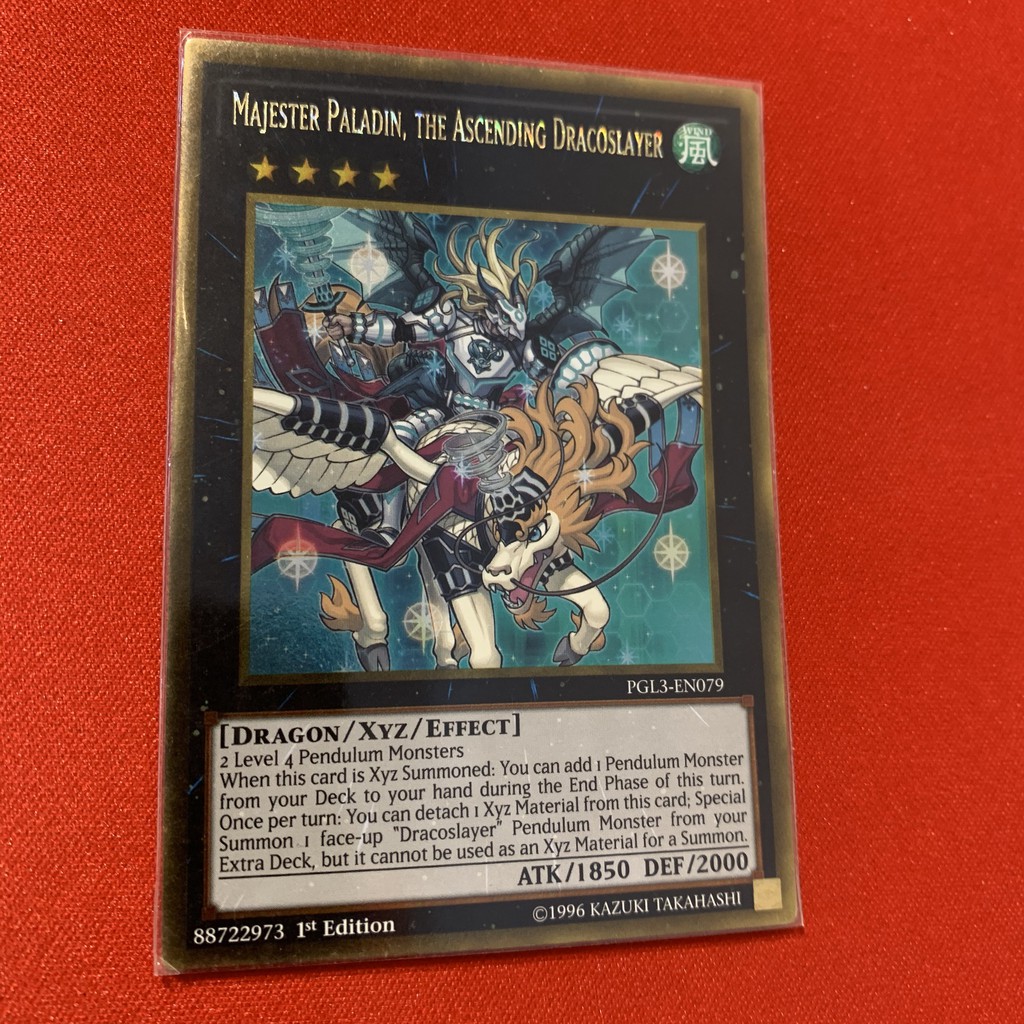 MAJESTER PALADIN, THE ASCENDING DRACOSLAYER
WIND
風
PGL3-EN079
[DRAGON/XYZ/EFFECT]
2 Level 4 Pendulum Monsters
When this card is Xyz Summoned: You can add 1 Pendulum Monster
from your Deck to your hand during the End Phase of this turn.
Once per turn: You can detach 1 Xyz Material from this card; Special
Summon 1 face-up "Dracoslayer" Pendulum Monster from your
Extra Deck, but it cannot be used as an Xyz Material for a Summon.
ATK/1850 DEF/2000
88722973 1st Edition
©1996 KAZUKI TAKAHASHI